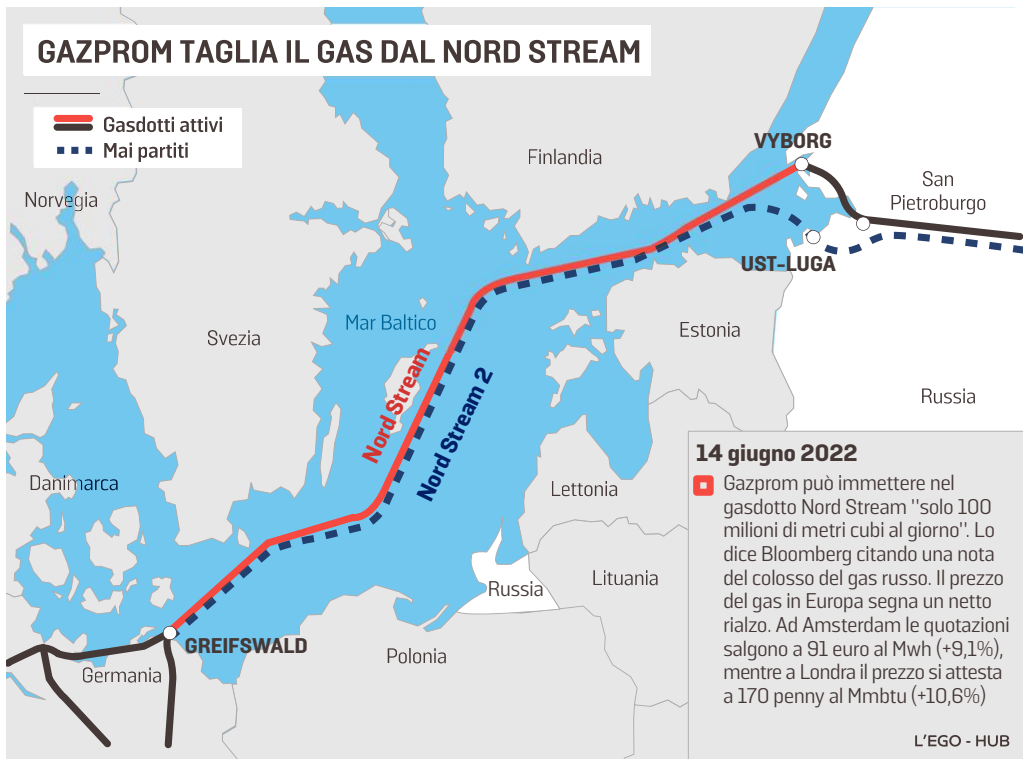 GAZPROM TAGLIA IL GAS DAL NORD STREAM
Gasdotti attivi
Mai partiti
Norvegia
Finlandia
VYBORG
San
Pietroburgo
UST-LUGA
Svezia
Mar Baltico
Estonia
Nord Stream
Nord Stream 2
Russia
Danimarca
Lettonia
Russia
Lituania
GREIFSWALD
Germania
Polonia
14 giugno 2022
Gazprom può immettere nel
gasdotto Nord Stream "solo 100
milioni di metri cubi al giorno". Lo
dice Bloomberg citando una nota
del colosso del gas russo. Il prezzo
del gas in Europa segna un netto
rialzo. Ad Amsterdam le quotazioni
salgono a 91 euro al Mwh (+9,1%),
mentre a Londra il prezzo si attesta
a 170 penny al Mmbtu (+10,6%)
L'EGO - HUB